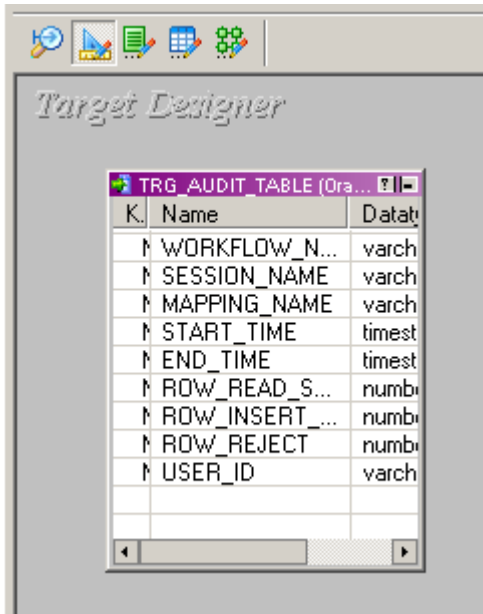 Target Designer
TRG_AUDIT_TABLE (Ora...
K. Name Dataty
N WORKFLOW_N... varch
N SESSION_NAME varch
N MAPPING_NAME varch
N START_TIME timest
N END_TIME timest
N ROW_READ_S... numb
N ROW_INSERT_... numb
N ROW_REJECT numb
N USER_ID varch